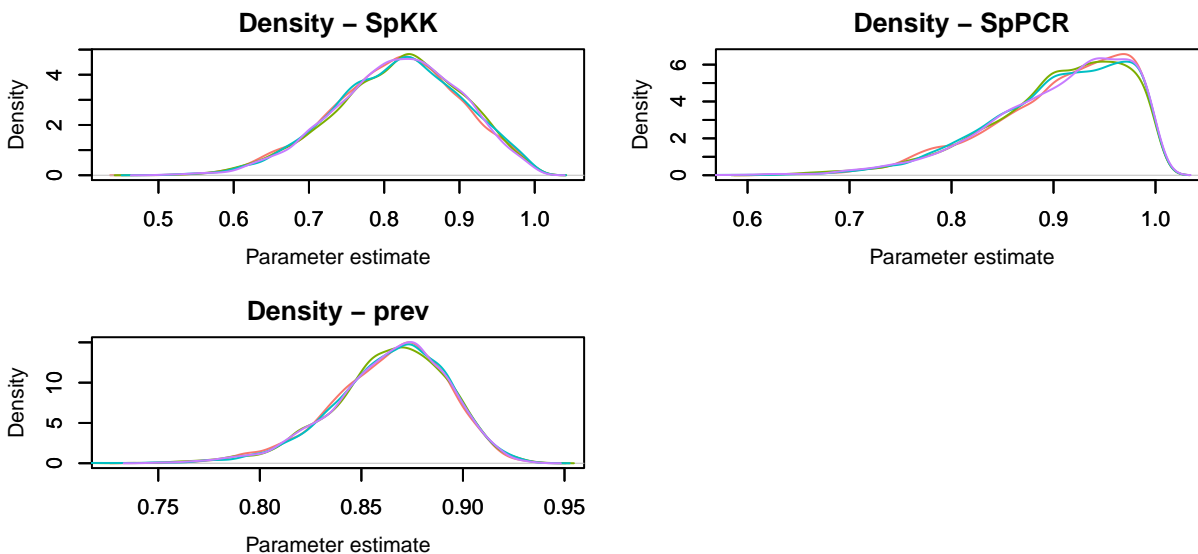 Density − SpKK
Density
0 2 4
0.5 0.6 0.7 0.8 0.9 1.0
Parameter estimate
Density − SpPCR
Density
0 2 4 6
0.6 0.7 0.8 0.9 1.0
Parameter estimate
Density − prev
Density
0 5 10
0.75 0.80 0.85 0.90 0.95
Parameter estimate